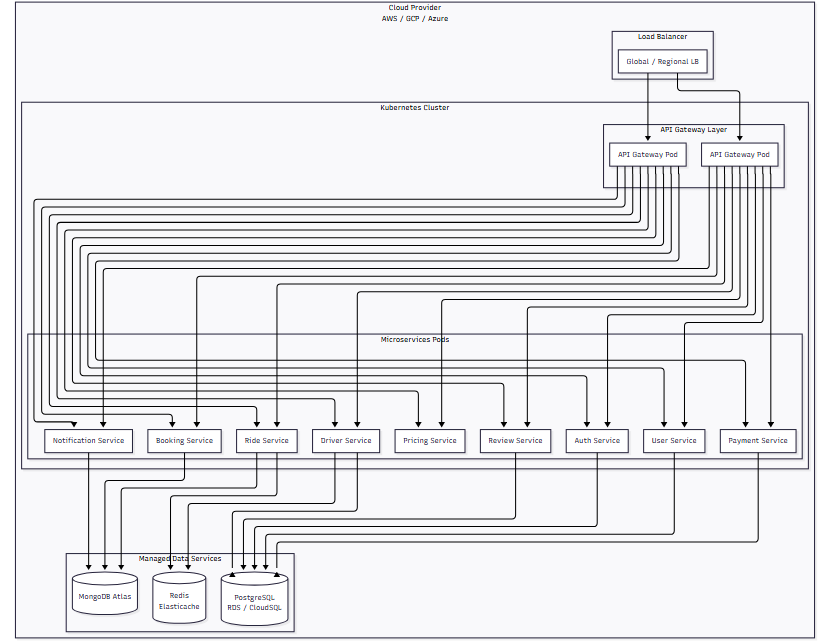 Cloud Provider
AWS / GCP / Azure
Load Balancer
Global / Regional LB
Kubernetes Cluster
API Gateway Layer
API Gateway Pod
API Gateway Pod
Microservices Pods
Notification Service
Booking Service
Ride Service
Driver Service
Pricing Service
Review Service
Auth Service
User Service
Payment Service
Managed Data Services
MongoDB Atlas
Redis
Elasticache
PostgreSQL
RDS / CloudSQL